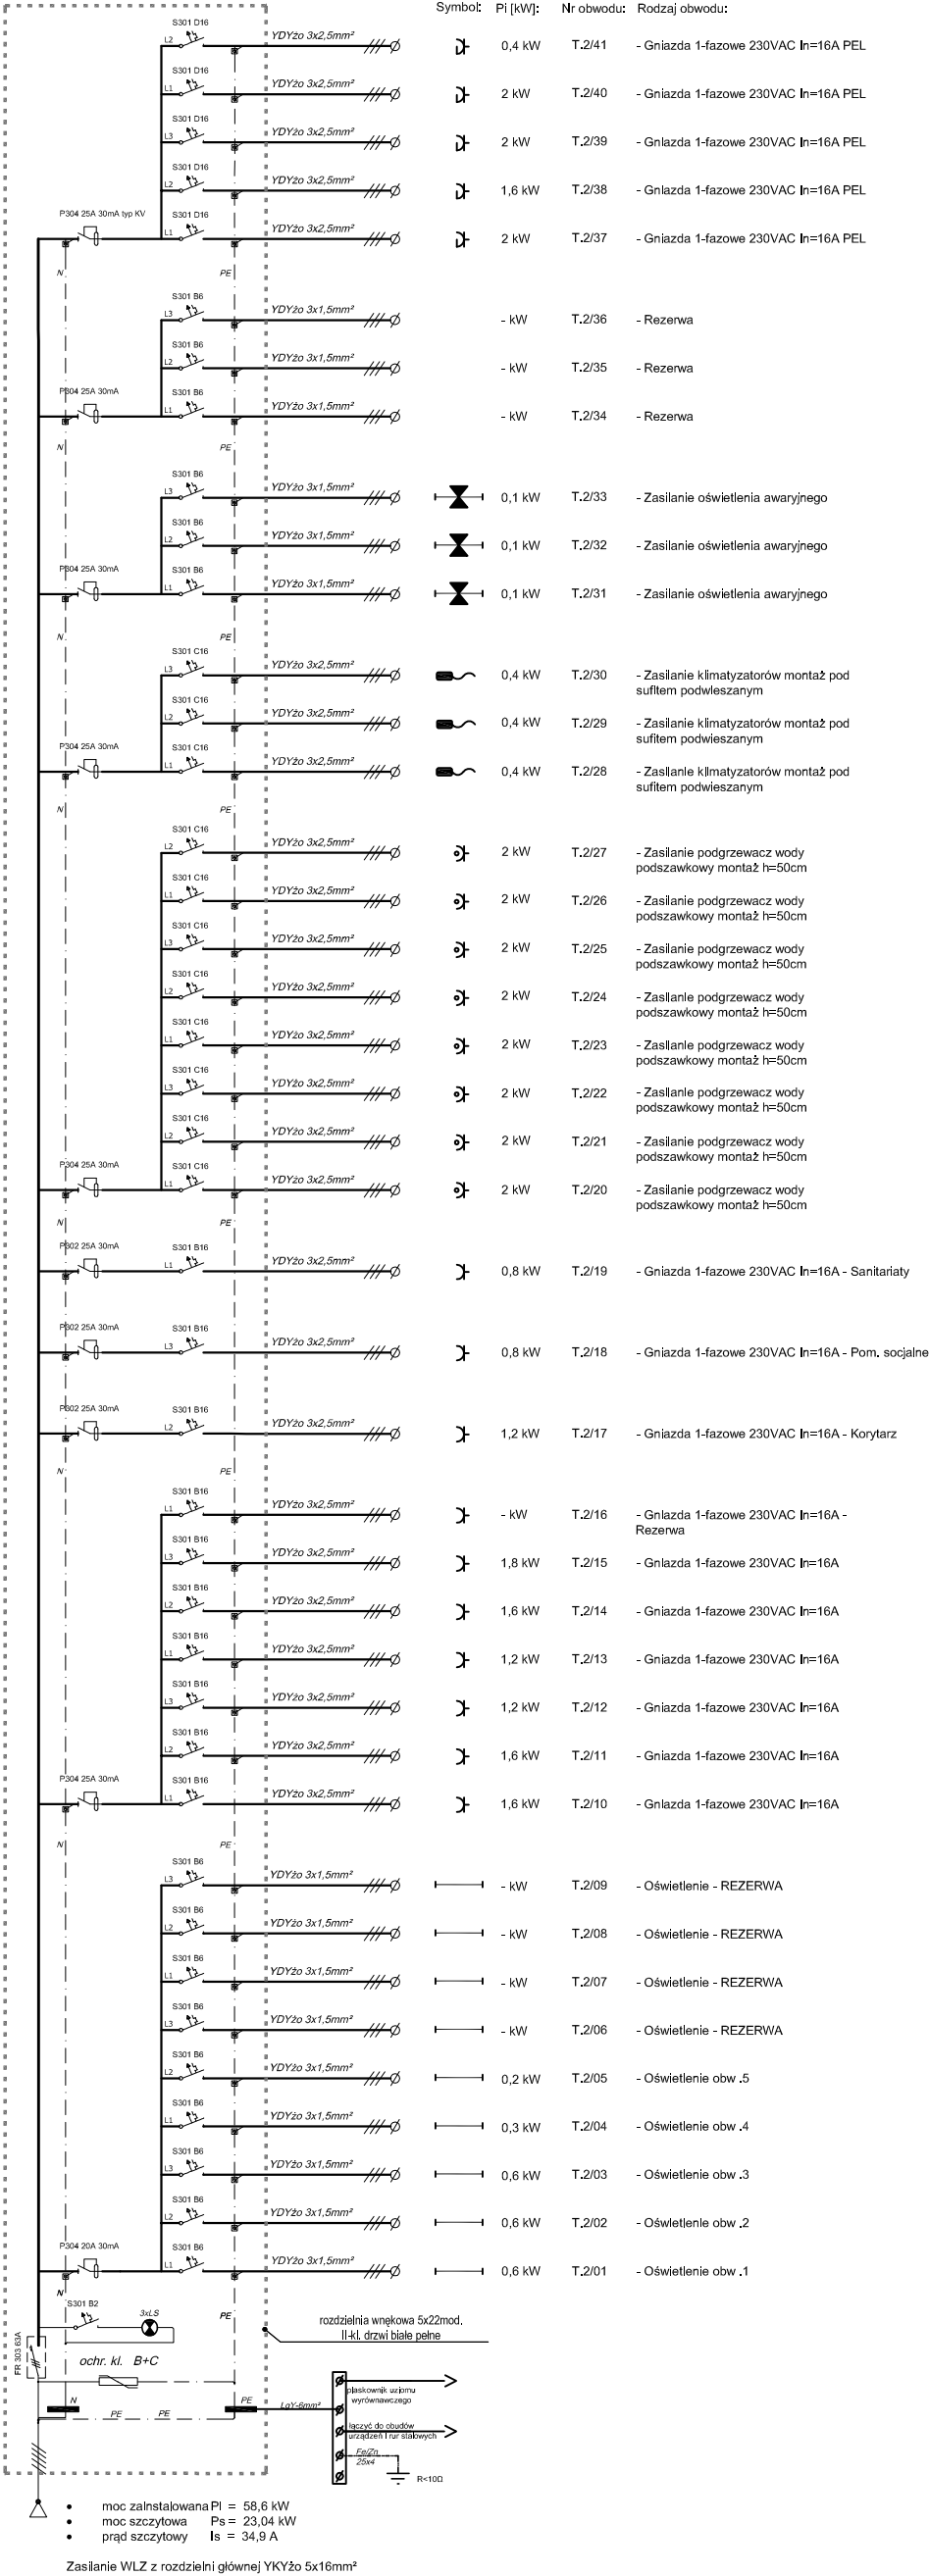 Symbol: Pi [kW]: Nr obwodu: Rodzaj obwodu:
S301 D16
L2 YDYżo 3x2,5mm² 0,4 kW T.2/41 - Gniazda 1-fazowe 230VAC In=16A PEL
S301 D16
L1 YDYżo 3x2,5mm² 2 kW T.2/40 - Gniazda 1-fazowe 230VAC In=16A PEL
S301 D16
L3 YDYżo 3x2,5mm² 2 kW T.2/39 - Gniazda 1-fazowe 230VAC In=16A PEL
S301 D16
L2 YDYżo 3x2,5mm² 1,6 kW T.2/38 - Gniazda 1-fazowe 230VAC In=16A PEL
P304 25A 30mA typ KV S301 D16
L1 YDYżo 3x2,5mm² 2 kW T.2/37 - Gniazda 1-fazowe 230VAC In=16A PEL
N PE
S301 B6
L3 YDYżo 3x1,5mm² - kW T.2/36 - Rezerwa
S301 B6
L2 YDYżo 3x1,5mm² - kW T.2/35 - Rezerwa
P304 25A 30mA S301 B6
L1 YDYżo 3x1,5mm² - kW T.2/34 - Rezerwa
N PE
S301 B6
L3 YDYżo 3x1,5mm² 0,1 kW T.2/33 - Zasilanie oświetlenia awaryjnego
S301 B6
L2 YDYżo 3x1,5mm² 0,1 kW T.2/32 - Zasilanie oświetlenia awaryjnego
P304 25A 30mA S301 B6
L1 YDYżo 3x1,5mm² 0,1 kW T.2/31 - Zasilanie oświetlenia awaryjnego
N PE
S301 C16
L3 YDYżo 3x2,5mm² 0,4 kW T.2/30 - Zasilanie klimatyzatorów montaż pod
sufitem podwieszanym
S301 C16
L2 YDYżo 3x2,5mm² 0,4 kW T.2/29 - Zasilanie klimatyzatorów montaż pod
sufitem podwieszanym
P304 25A 30mA S301 C16
L1 YDYżo 3x2,5mm² 0,4 kW T.2/28 - Zasilanie klimatyzatorów montaż pod
sufitem podwieszanym
N PE
S301 C16
L2 YDYżo 3x2,5mm² 2 kW T.2/27 - Zasilanie podgrzewacz wody
podszawkowy montaż h=50cm
S301 C16
L1 YDYżo 3x2,5mm² 2 kW T.2/26 - Zasilanie podgrzewacz wody
podszawkowy montaż h=50cm
S301 C16
L3 YDYżo 3x2,5mm² 2 kW T.2/25 - Zasilanie podgrzewacz wody
podszawkowy montaż h=50cm
S301 C16
L2 YDYżo 3x2,5mm² 2 kW T.2/24 - Zasilanie podgrzewacz wody
podszawkowy montaż h=50cm
S301 C16
L1 YDYżo 3x2,5mm² 2 kW T.2/23 - Zasilanie podgrzewacz wody
podszawkowy montaż h=50cm
S301 C16
L3 YDYżo 3x2,5mm² 2 kW T.2/22 - Zasilanie podgrzewacz wody
podszawkowy montaż h=50cm
S301 C16
L2 YDYżo 3x2,5mm² 2 kW T.2/21 - Zasilanie podgrzewacz wody
podszawkowy montaż h=50cm
P304 25A 30mA S301 C16
L1 YDYżo 3x2,5mm² 2 kW T.2/20 - Zasilanie podgrzewacz wody
podszawkowy montaż h=50cm
N PE
P302 25A 30mA S301 B16
L1 YDYżo 3x2,5mm² 0,8 kW T.2/19 - Gniazda 1-fazowe 230VAC In=16A - Sanitariaty
P302 25A 30mA S301 B16
L3 YDYżo 3x2,5mm² 0,8 kW T.2/18 - Gniazda 1-fazowe 230VAC In=16A - Pom. socjalne
P302 25A 30mA S301 B16
L2 YDYżo 3x2,5mm² 1,2 kW T.2/17 - Gniazda 1-fazowe 230VAC In=16A - Korytarz
N PE
S301 B16
L1 YDYżo 3x2,5mm² - kW T.2/16 - Gniazda 1-fazowe 230VAC In=16A -
Rezerwa
S301 B16
L3 YDYżo 3x2,5mm² 1,8 kW T.2/15 - Gniazda 1-fazowe 230VAC In=16A
S301 B16
L2 YDYżo 3x2,5mm² 1,6 kW T.2/14 - Gniazda 1-fazowe 230VAC In=16A
S301 B16
L1 YDYżo 3x2,5mm² 1,2 kW T.2/13 - Gniazda 1-fazowe 230VAC In=16A
S301 B16
L3 YDYżo 3x2,5mm² 1,2 kW T.2/12 - Gniazda 1-fazowe 230VAC In=16A
S301 B16
L2 YDYżo 3x2,5mm² 1,6 kW T.2/11 - Gniazda 1-fazowe 230VAC In=16A
P304 25A 30mA S301 B16
L1 YDYżo 3x2,5mm² 1,6 kW T.2/10 - Gniazda 1-fazowe 230VAC In=16A
N PE
S301 B6
L3 YDYżo 3x1,5mm² - kW T.2/09 - Oświetlenie - REZERWA
S301 B6
L2 YDYżo 3x1,5mm² - kW T.2/08 - Oświetlenie - REZERWA
S301 B6
L1 YDYżo 3x1,5mm² - kW T.2/07 - Oświetlenie - REZERWA
S301 B6
L3 YDYżo 3x1,5mm² - kW T.2/06 - Oświetlenie - REZERWA
S301 B6
L2 YDYżo 3x1,5mm² 0,2 kW T.2/05 - Oświetlenie obw .5
S301 B6
L1 YDYżo 3x1,5mm² 0,3 kW T.2/04 - Oświetlenie obw .4
S301 B6
L3 YDYżo 3x1,5mm² 0,6 kW T.2/03 - Oświetlenie obw .3
S301 B6
L2 YDYżo 3x1,5mm² 0,6 kW T.2/02 - Oświetlenie obw .2
P304 20A 30mA S301 B6
L1 YDYżo 3x1,5mm² 0,6 kW T.2/01 - Oświetlenie obw .1
N PE
S301 B2 3xLS
rozdzielnia wnękowa 5x22mod.
II-kl. drzwi białe pełne
FR 303 63A
ochr. kl. B+C
płaskownik uziomu
wyrównawczego
N PE LgY-6mm²
PE PE
łączyć do obudów
urządzeń i rur stalowych
Fe/Zn
25x4
R<10Ω
• moc zainstalowana Pi = 58,6 kW
• moc szczytowa Ps = 23,04 kW
• prąd szczytowy Is = 34,9 A
Zasilanie WLZ z rozdzielni głównej YKYżo 5x16mm²